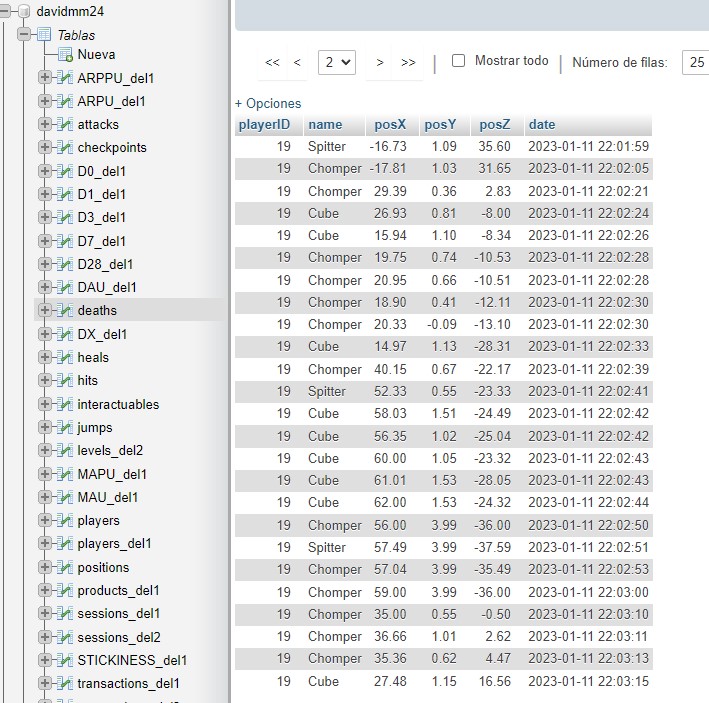 davidmm24
Tablas
Nueva
ARPPU_del1
ARPU_del1
attacks
checkpoints
D0_del1
D1_del1
D3_del1
D7_del1
D28_del1
DAU_del1
deaths
DX_del1
heals
hits
interactuables
jumps
levels_del2
MAPU_del1
MAU_del1
players
players_del1
positions
products_del1
sessions_del1
sessions_del2
STICKINESS_del1
transactions_del1
<< < 2 > >> | Mostrar todo | Número de filas: 25
+ Opciones
playerID name posX posY posZ date
19 Spitter -16.73 1.09 35.60 2023-01-11 22:01:59
19 Chomper -17.81 1.03 31.65 2023-01-11 22:02:05
19 Chomper 29.39 0.36 2.83 2023-01-11 22:02:21
19 Cube 26.93 0.81 -8.00 2023-01-11 22:02:24
19 Cube 15.94 1.10 -8.34 2023-01-11 22:02:26
19 Chomper 19.75 0.74 -10.53 2023-01-11 22:02:28
19 Chomper 20.95 0.66 -10.51 2023-01-11 22:02:28
19 Chomper 18.90 0.41 -12.11 2023-01-11 22:02:30
19 Chomper 20.33 -0.09 -13.10 2023-01-11 22:02:30
19 Cube 14.97 1.13 -28.31 2023-01-11 22:02:33
19 Chomper 40.15 0.67 -22.17 2023-01-11 22:02:39
19 Spitter 52.33 0.55 -23.33 2023-01-11 22:02:41
19 Cube 58.03 1.51 -24.49 2023-01-11 22:02:42
19 Cube 56.35 1.02 -25.04 2023-01-11 22:02:42
19 Cube 60.00 1.05 -23.32 2023-01-11 22:02:43
19 Cube 61.01 1.53 -28.05 2023-01-11 22:02:43
19 Cube 62.00 1.53 -24.32 2023-01-11 22:02:44
19 Chomper 56.00 3.99 -36.00 2023-01-11 22:02:50
19 Spitter 57.49 3.99 -37.59 2023-01-11 22:02:51
19 Chomper 57.04 3.99 -35.49 2023-01-11 22:02:53
19 Chomper 59.00 3.99 -36.00 2023-01-11 22:03:00
19 Chomper 35.00 0.55 -0.50 2023-01-11 22:03:10
19 Chomper 36.66 1.01 2.62 2023-01-11 22:03:11
19 Chomper 35.36 0.62 4.47 2023-01-11 22:03:13
19 Cube 27.48 1.15 16.56 2023-01-11 22:03:15